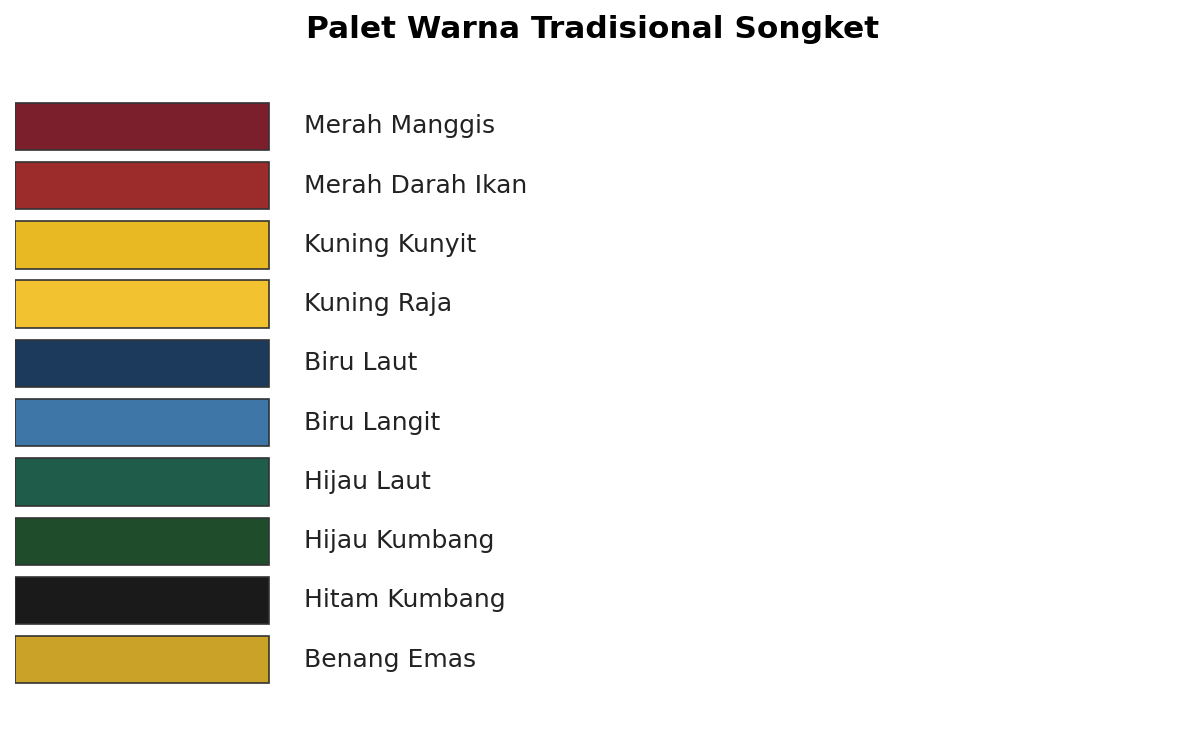 Palet Warna Tradisional Songket
Merah Manggis
Merah Darah Ikan
Kuning Kunyit
Kuning Raja
Biru Laut
Biru Langit
Hijau Laut
Hijau Kumbang
Hitam Kumbang
Benang Emas